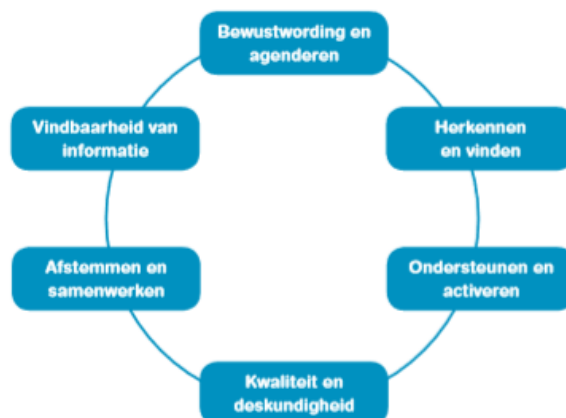 Bewustwording en
agenderen
Vindbaarheid van
informatie
Herkennen
en vinden
Afstemmen en
samenwerken
Ondersteunen en
activeren
Kwaliteit en
deskundigheid